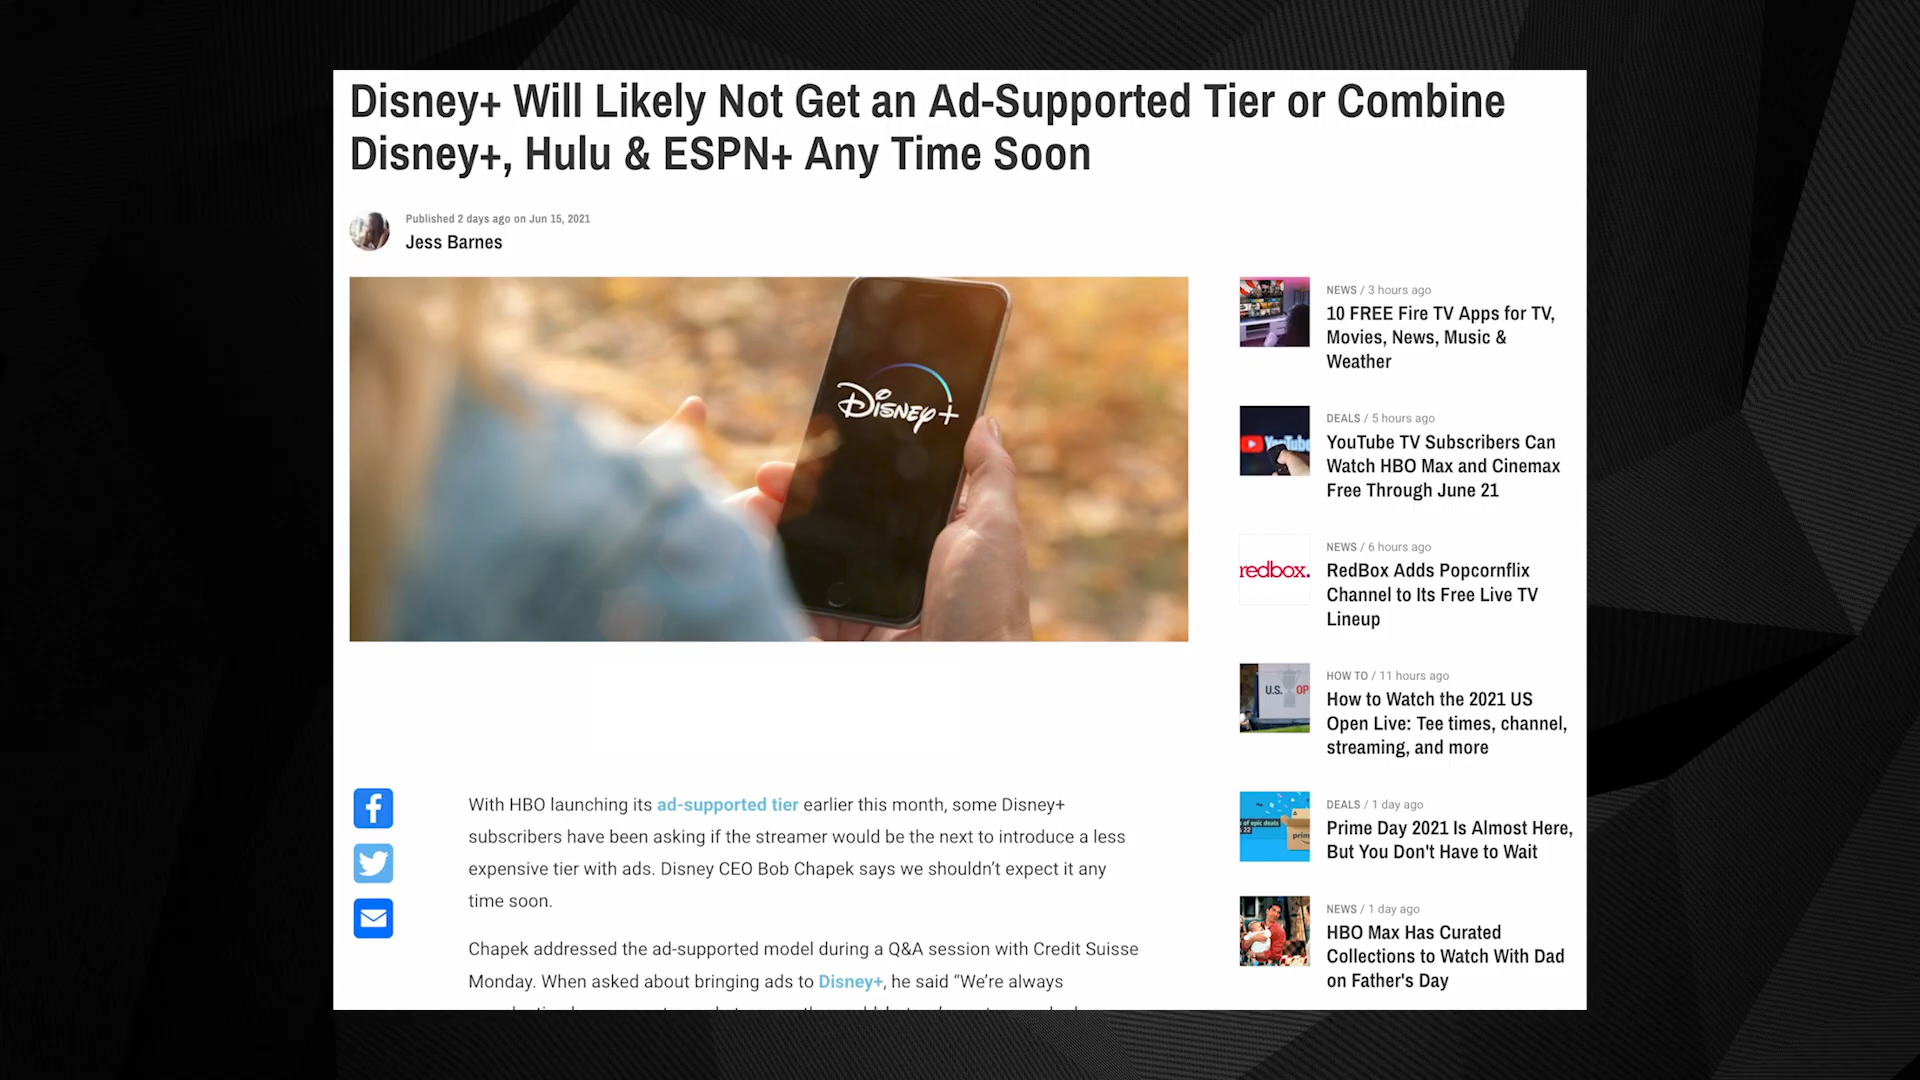 Disney+ Will Likely Not Get an Ad-Supported Tier or Combine
Disney+, Hulu & ESPN+ Any Time Soon
Published 2 days ago on Jun 15, 2021
Jess Barnes
Disney+
NEWS / 3 hours ago
10 FREE Fire TV Apps for TV,
Movies, News, Music &
Weather
YouTube
DEALS / 5 hours ago
YouTube TV Subscribers Can
Watch HBO Max and Cinemax
Free Through June 21
redbox.
NEWS / 6 hours ago
RedBox Adds Popcornflix
Channel to Its Free Live TV
Lineup
U.S. OP
HOW TO / 11 hours ago
How to Watch the 2021 US
Open Live: Tee times, channel,
streaming, and more
of epic deals
22
prim
DEALS / 1 day ago
Prime Day 2021 Is Almost Here,
But You Don't Have to Wait
NEWS / 1 day ago
HBO Max Has Curated
Collections to Watch With Dad
on Father's Day
With HBO launching its ad-supported tier earlier this month, some Disney+
subscribers have been asking if the streamer would be the next to introduce a less
expensive tier with ads. Disney CEO Bob Chapek says we shouldn’t expect it any
time soon.
Chapek addressed the ad-supported model during a Q&A session with Credit Suisse
Monday. When asked about bringing ads to Disney+, he said “We’re always